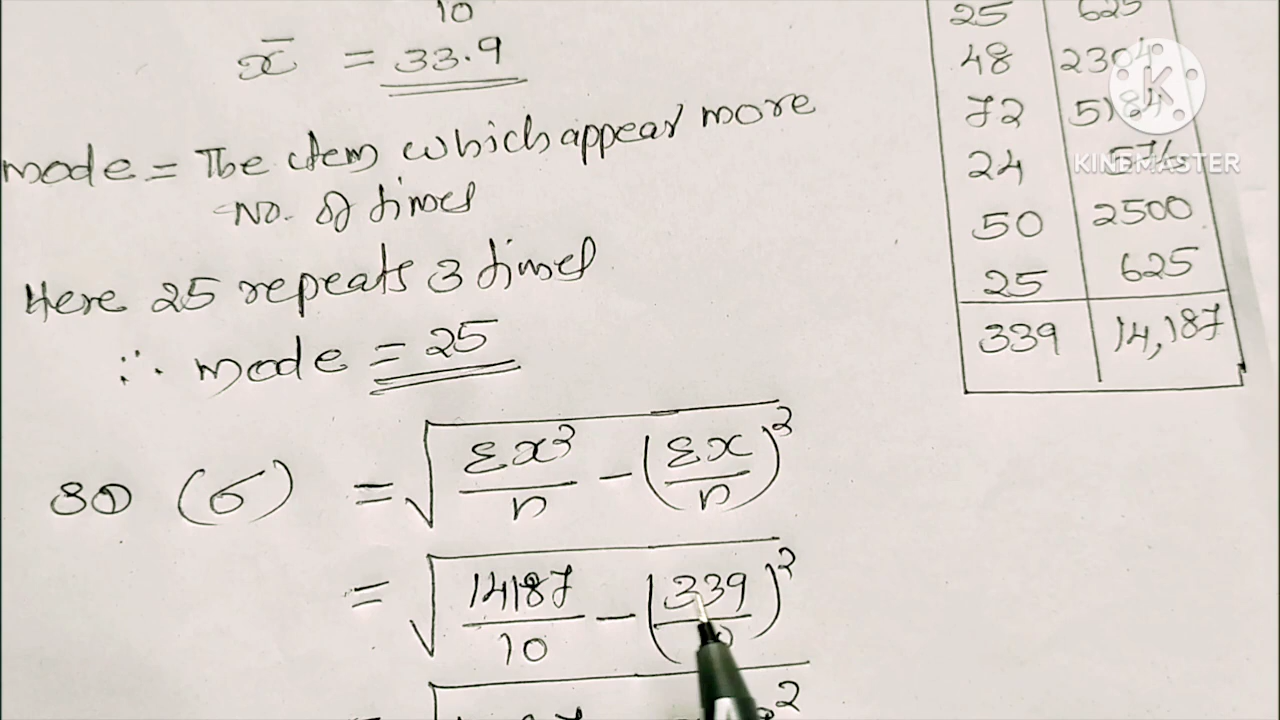 10
x̄ = 33.9
mode = The item which appear more
No. of times
Here 25 repeats 3 times
∴ mode = 25
SD (σ) = √(Σx²/n - (Σx/n)²)
= √(14187/10 - (339/10)²)
25 625
48 2304
72 5184
24 576
50 2500
25 625
339 14,187
K
KINEMASTER